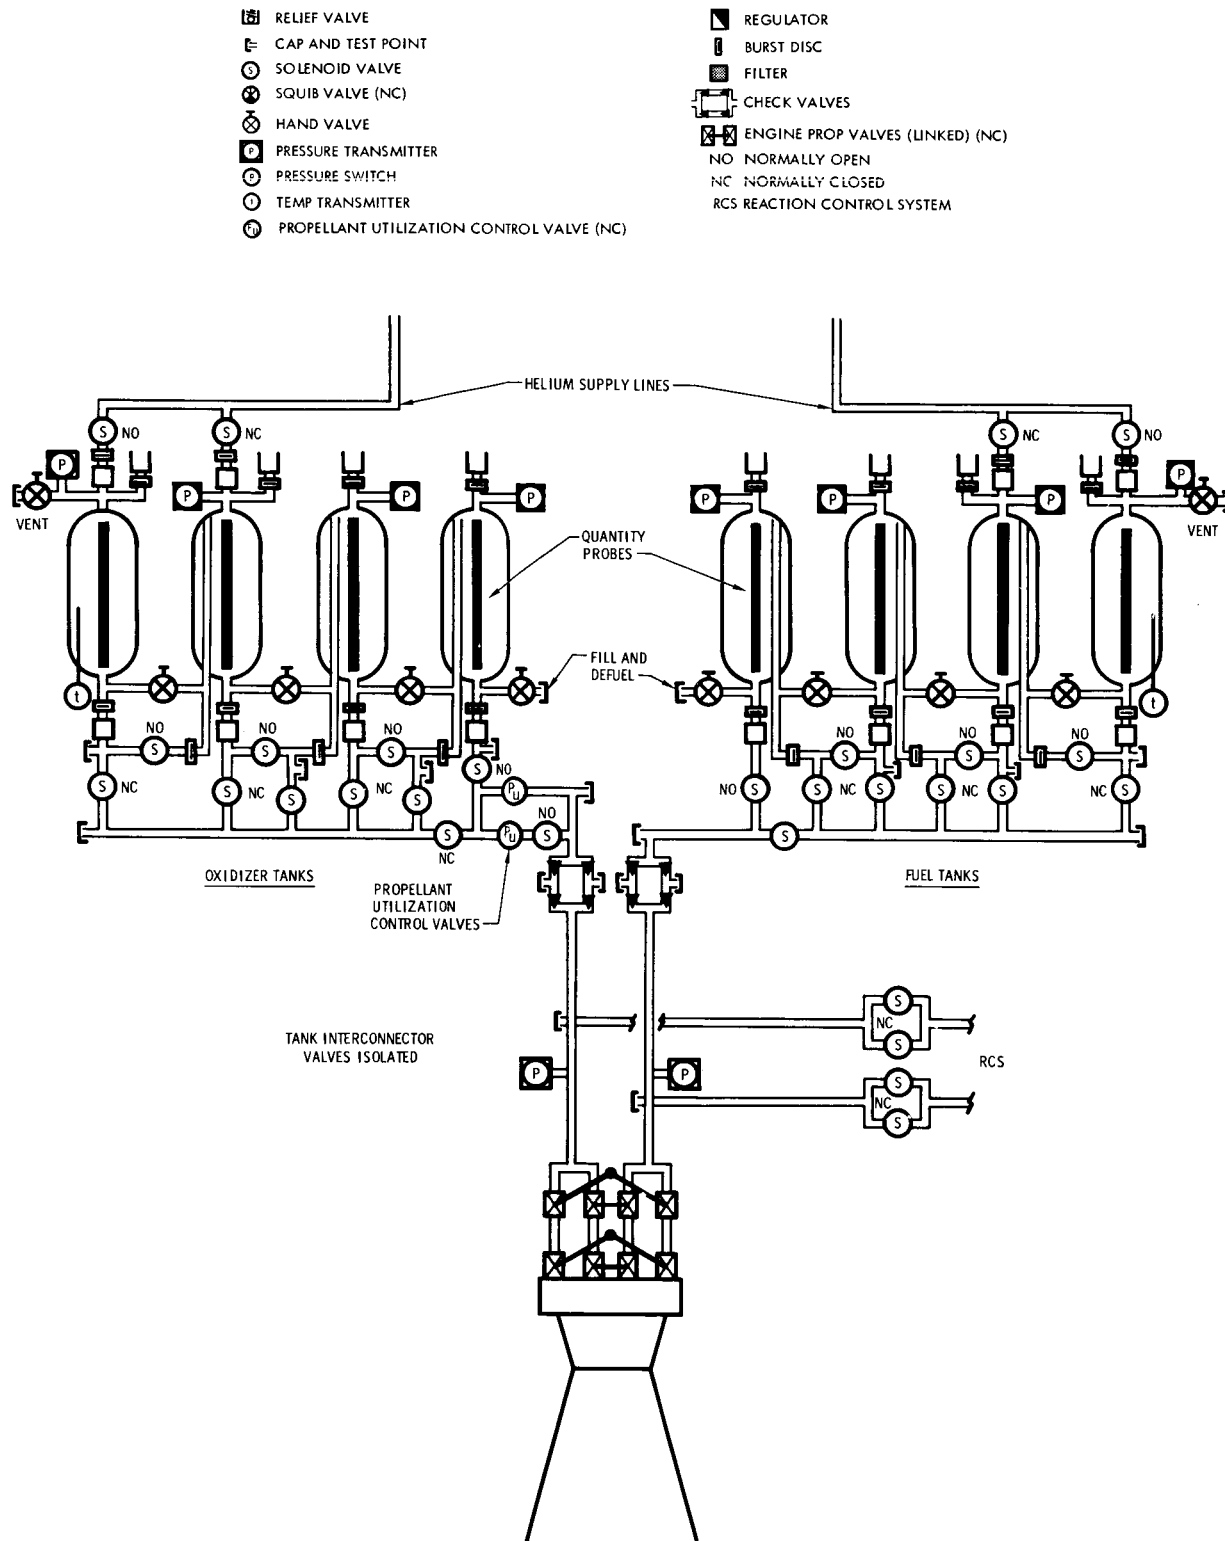 RELIEF VALVE
CAP AND TEST POINT
S SOLENOID VALVE
SQUIB VALVE (NC)
HAND VALVE
P PRESSURE TRANSMITTER
P PRESSURE SWITCH
t TEMP TRANSMITTER
PU PROPELLANT UTILIZATION CONTROL VALVE (NC)
REGULATOR
BURST DISC
FILTER
CHECK VALVES
ENGINE PROP VALVES (LINKED) (NC)
NO NORMALLY OPEN
NC NORMALLY CLOSED
RCS REACTION CONTROL SYSTEM
HELIUM SUPPLY LINES
S NO
S NC
S NC
S NO
P
P
P
P
P
P
P
P
VENT
VENT
QUANTITY
PROBES
FILL AND
DEFUEL
t
t
NO
S
NO
S
NO
S
S
NO
NO
S
NO
S
NO
S
S NC
S NC
S
S NC
S
PU
NO
S
S
NC
PU
S
NO S
S NC
S
S
S
NC S
S
OXIDIZER TANKS
FUEL TANKS
PROPELLANT
UTILIZATION
CONTROL VALVES
TANK INTERCONNECTOR
VALVES ISOLATED
S
NC
S
RCS
P
P
S
NC
S